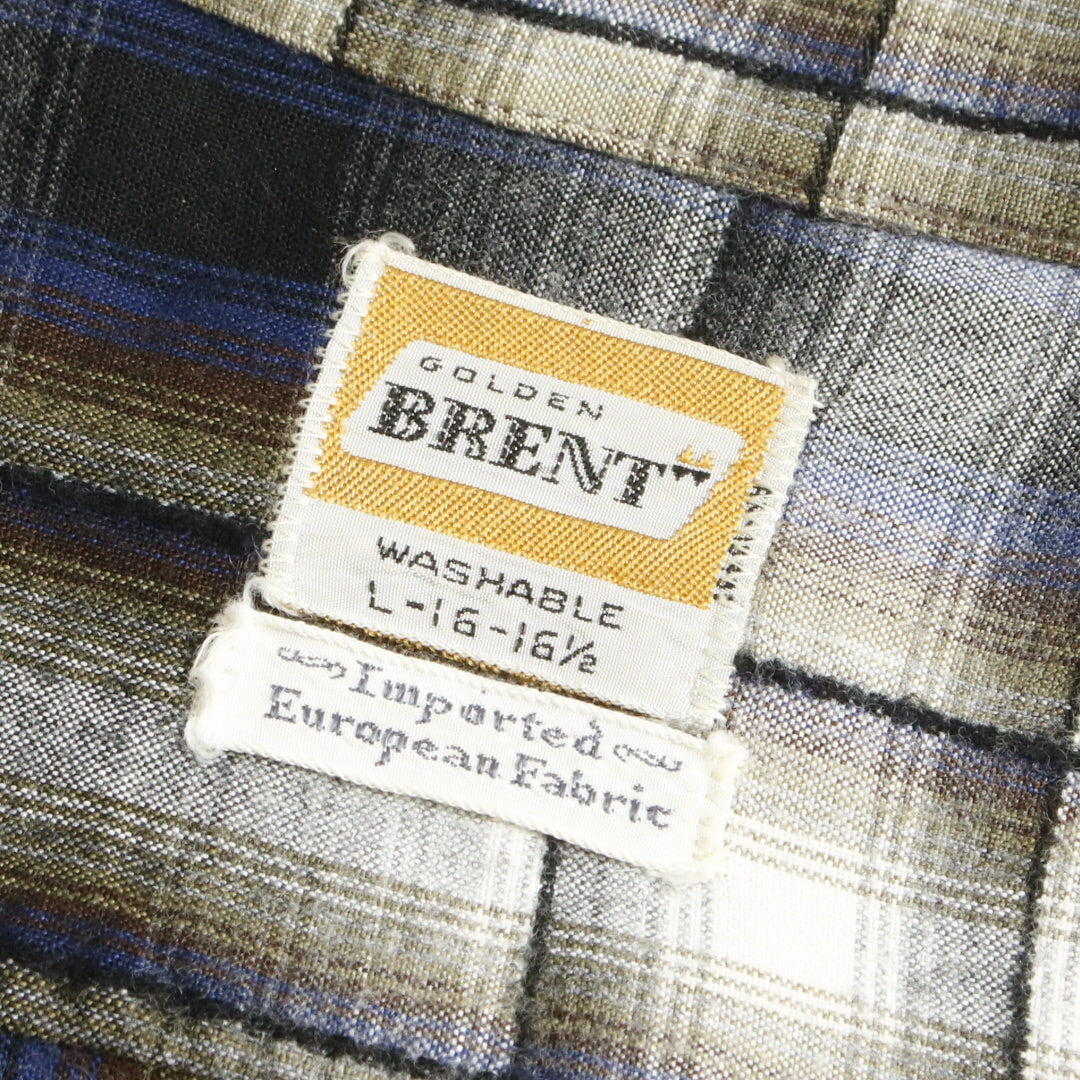 GOLDEN
BRENT
WASHABLE
L-16-16½
Imported
European Fabric